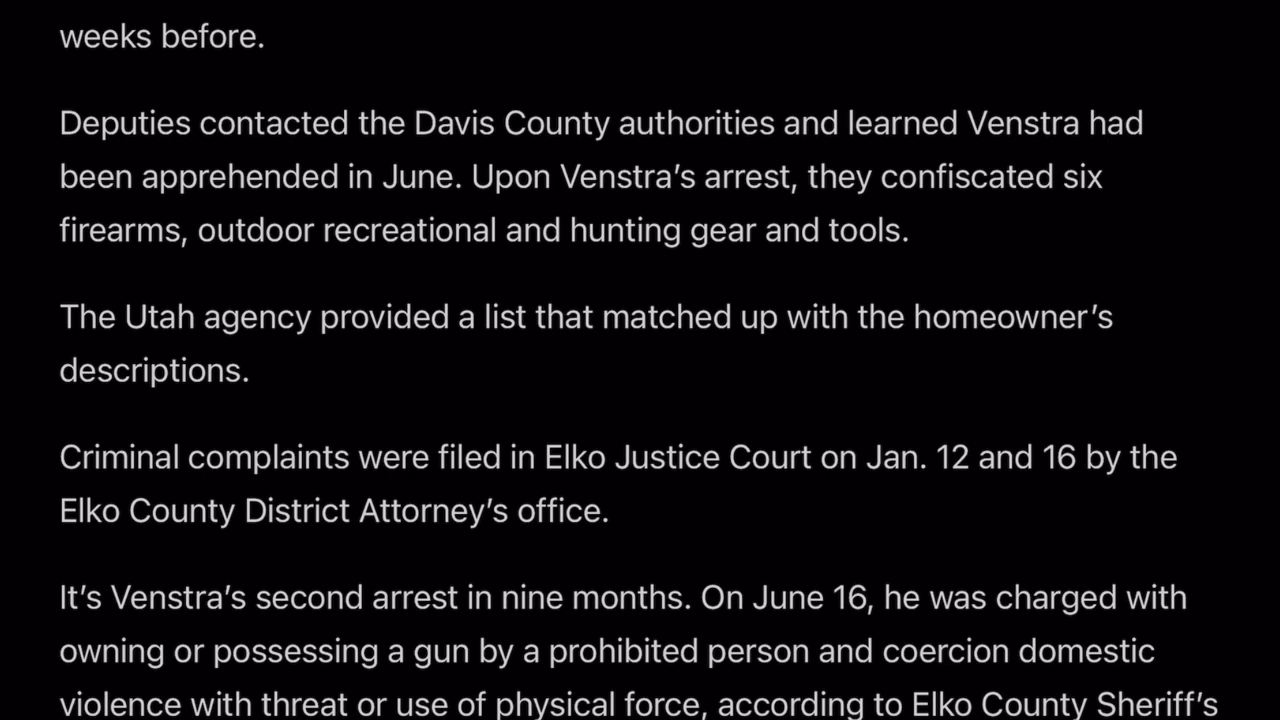 weeks before.
Deputies contacted the Davis County authorities and learned Venstra had
been apprehended in June. Upon Venstra’s arrest, they confiscated six
firearms, outdoor recreational and hunting gear and tools.
The Utah agency provided a list that matched up with the homeowner’s
descriptions.
Criminal complaints were filed in Elko Justice Court on Jan. 12 and 16 by the
Elko County District Attorney’s office.
It’s Venstra’s second arrest in nine months. On June 16, he was charged with
owning or possessing a gun by a prohibited person and coercion domestic
violence with threat or use of physical force, according to Elko County Sheriff’s